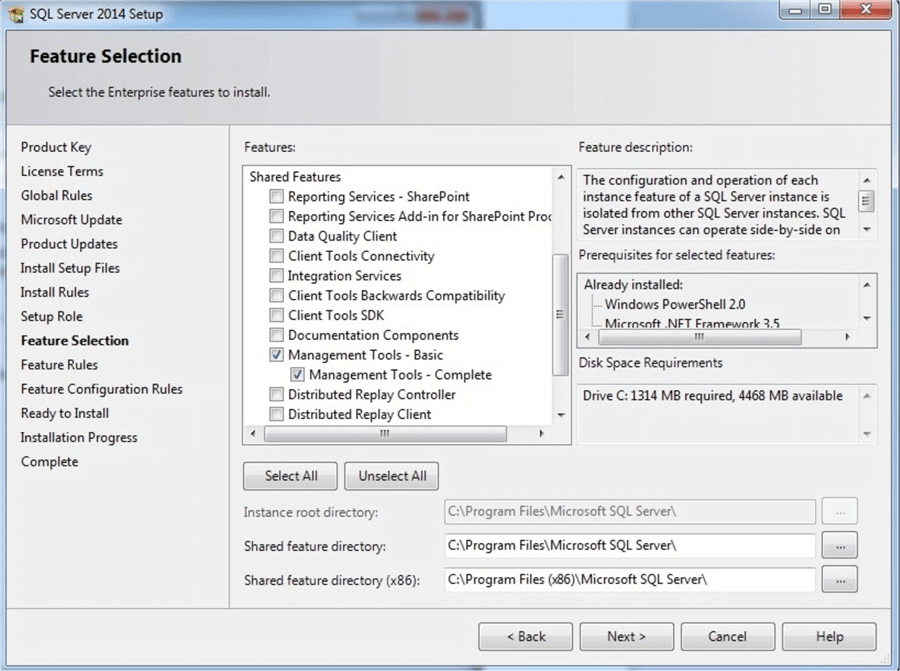 SQL Server 2014 Setup
Feature Selection
Select the Enterprise features to install.
Product Key
License Terms
Global Rules
Microsoft Update
Product Updates
Install Setup Files
Install Rules
Setup Role
Feature Selection
Feature Rules
Feature Configuration Rules
Ready to Install
Installation Progress
Complete
Features:
Shared Features
Reporting Services - SharePoint
Reporting Services Add-in for SharePoint Proc
Data Quality Client
Client Tools Connectivity
Integration Services
Client Tools Backwards Compatibility
Client Tools SDK
Documentation Components
Management Tools - Basic
Management Tools - Complete
Distributed Replay Controller
Distributed Replay Client
Feature description:
The configuration and operation of each
instance feature of a SQL Server instance is
isolated from other SQL Server instances. SQL
Server instances can operate side-by-side on
Prerequisites for selected features:
Already installed:
Windows PowerShell 2.0
Microsoft .NET Framework 3.5
Disk Space Requirements
Drive C: 1314 MB required, 4468 MB available
Select All
Unselect All
Instance root directory:
C:\Program Files\Microsoft SQL Server\
...
Shared feature directory:
C:\Program Files\Microsoft SQL Server\
...
Shared feature directory (x86):
C:\Program Files (x86)\Microsoft SQL Server\
...
< Back
Next >
Cancel
Help